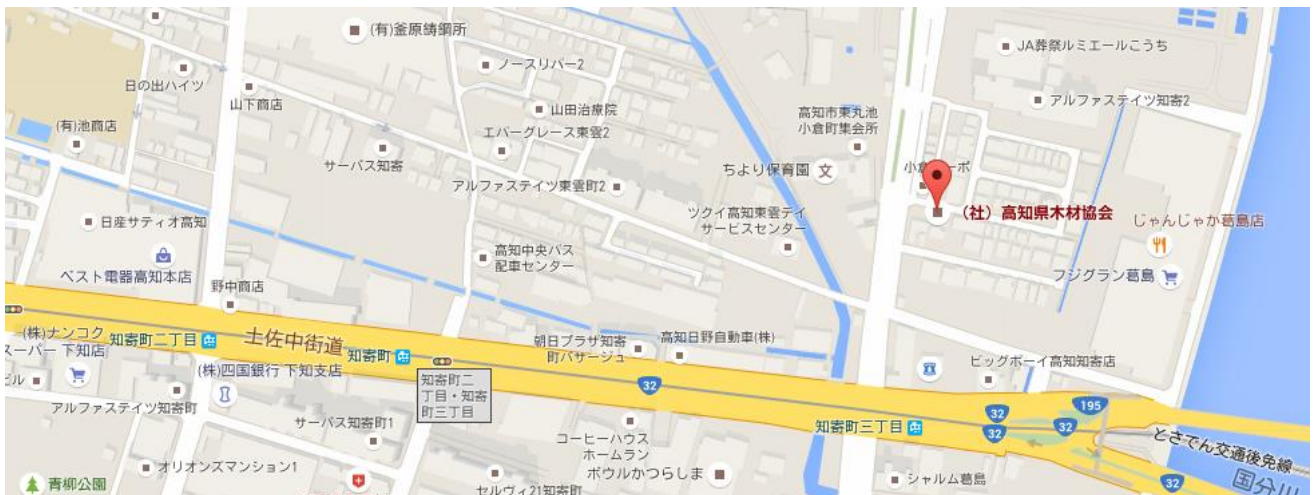 (有)釜原鋳鋼所
JA葬祭ルミエールこうち
ノースリバー2
日の出ハイツ
山下商店
山田治療院
アルファステイツ知寄2
高知市東丸池
小倉町集会所
(有)池商店
エバーグレース東雲2
サーパス知寄
ちより保育園
文
アルファステイツ東雲町2
(社)高知県木材協会
ツクイ高知東雲デイ
サービスセンター
じゃんじゃか葛島店
日産サティオ高知
高知中央バス
配車センター
ベスト電器高知本店
フジグラン葛島
野中商店
土佐中街道
(株)ナンコク
スーパー 下知店
知寄町二丁目
知寄町
朝日プラザ知寄
町パサージュ
高知日野自動車(株)
ビッグボーイ高知知寄店
(株)四国銀行 下知支店
知寄町二
丁目・知寄
町三丁目
32
ビル
アルファステイツ知寄町
195
32
32
32
サーパス知寄町1
コーヒーハウス
ホームラン
知寄町三丁目
とさでん交通後免線
オリオンズマンション1
ボウルかつらしま
青柳公園
セルヴィ21知寄町
シャルム葛島
32
国分川